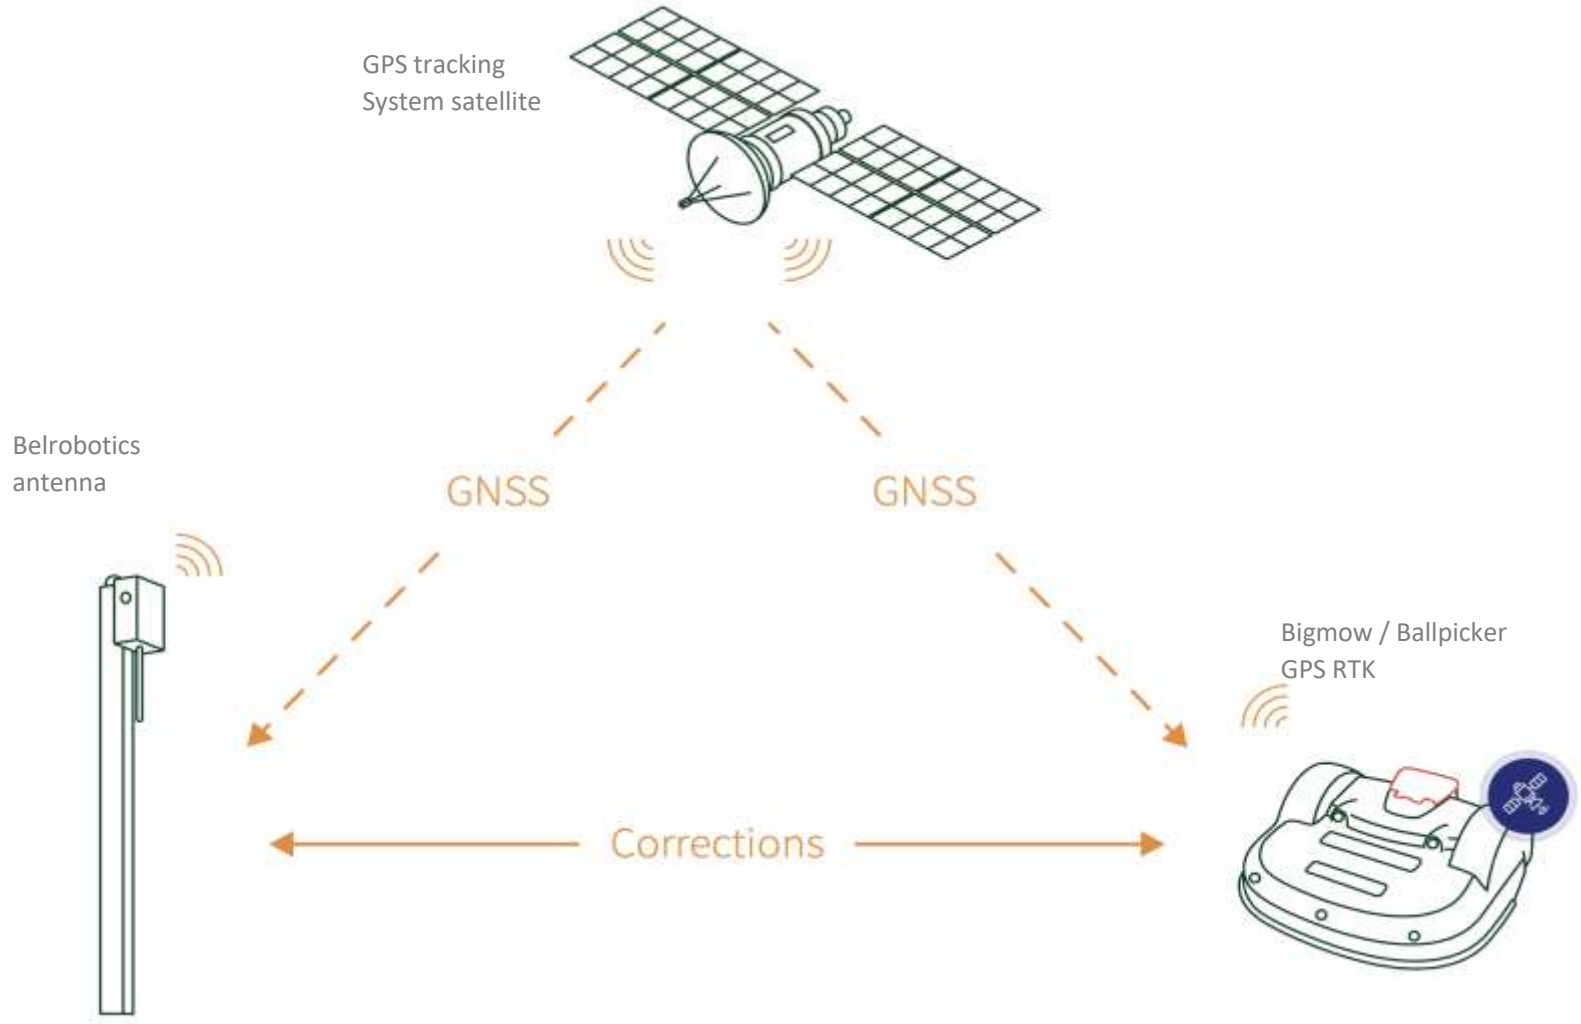 GPS tracking
System satellite
Belrobotics
antenna
GNSS
GNSS
Bigmow / Ballpicker
GPS RTK
Corrections